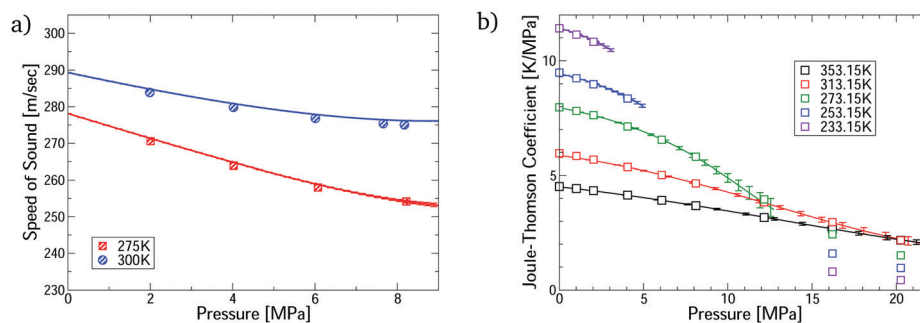 a)
Speed of Sound [m/sec]
300
290
280
270
260
250
240
230
0 2 4 6 8
Pressure [MPa]
275K
300K
b)
Joule-Thomson Coefficient [K/MPa]
10
5
0
0 5 10 15 20
Pressure [MPa]
353.15K
313.15K
273.15K
253.15K
233.15K